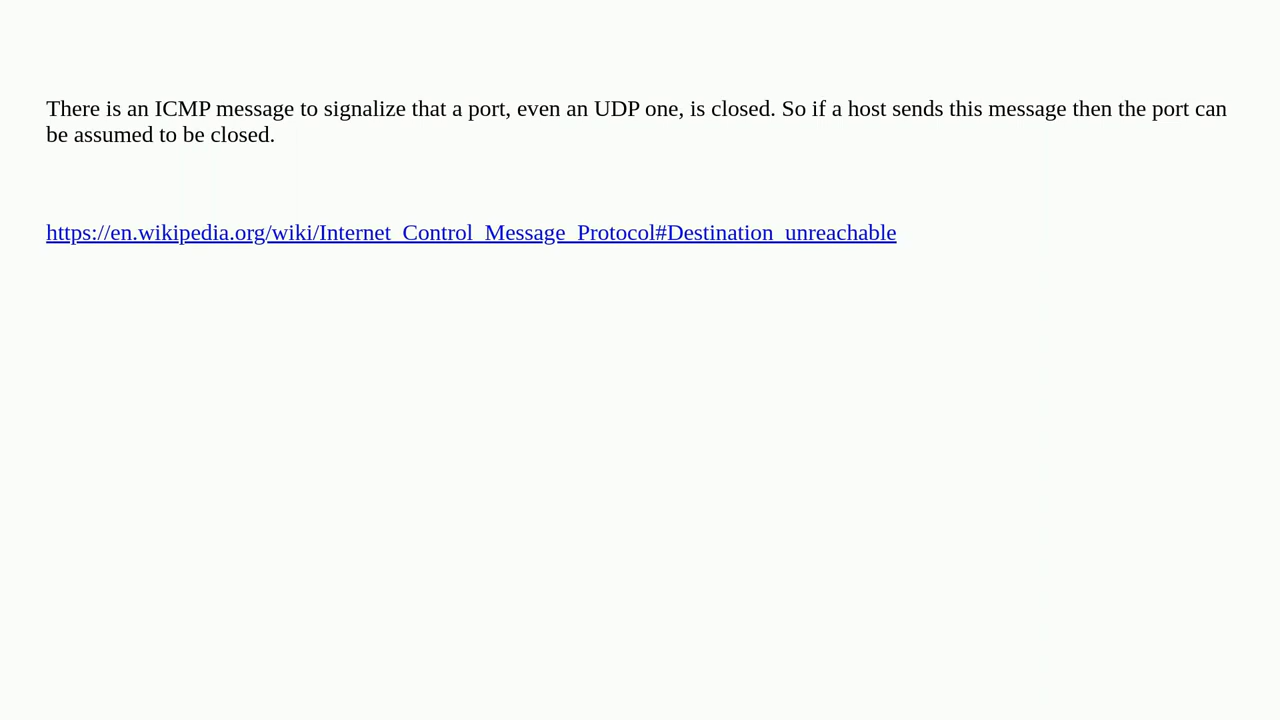 There is an ICMP message to signalize that a port, even an UDP one, is closed. So if a host sends this message then the port can
be assumed to be closed.
https://en.wikipedia.org/wiki/Internet_Control_Message_Protocol#Destination_unreachable